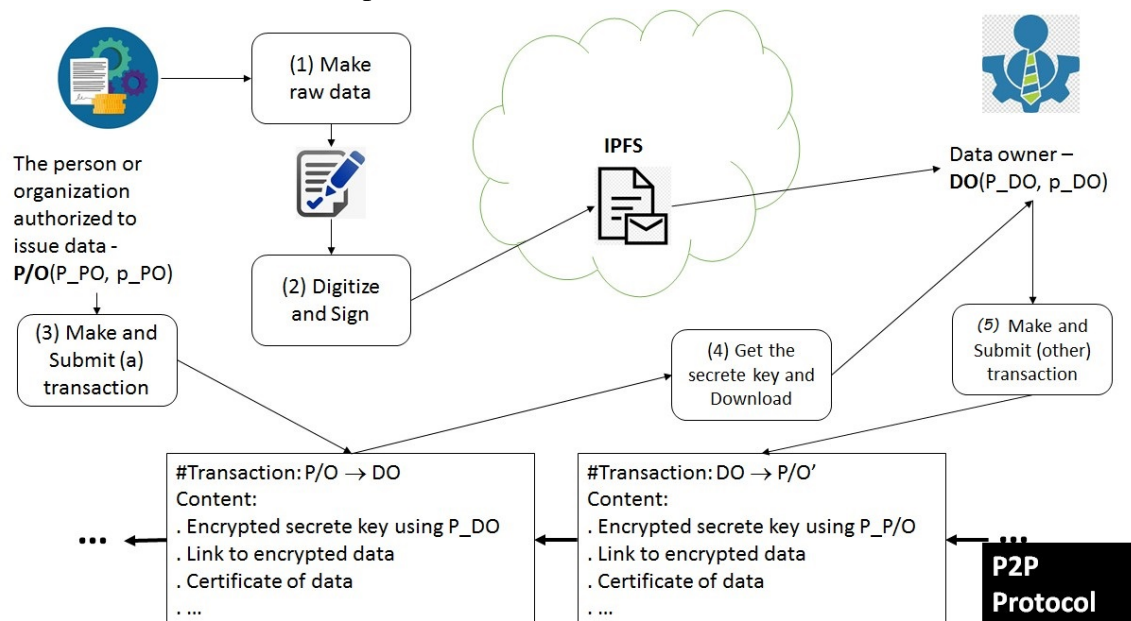 (1) Make
raw data
The person or
organization
authorized to
issue data -
P/O(P_PO, p_PO)
(2) Digitize
and Sign
IPFS
Data owner –
DO(P_DO, p_DO)
(3) Make and
Submit (a)
transaction
(4) Get the
secrete key and
Download
(5) Make and
Submit (other)
transaction
#Transaction: P/O → DO
Content:
. Encrypted secrete key using P_DO
. Link to encrypted data
. Certificate of data
. ...
#Transaction: DO → P/O’
Content:
. Encrypted secrete key using P_P/O
. Link to encrypted data
. Certificate of data
. ...
...
...
P2P
Protocol